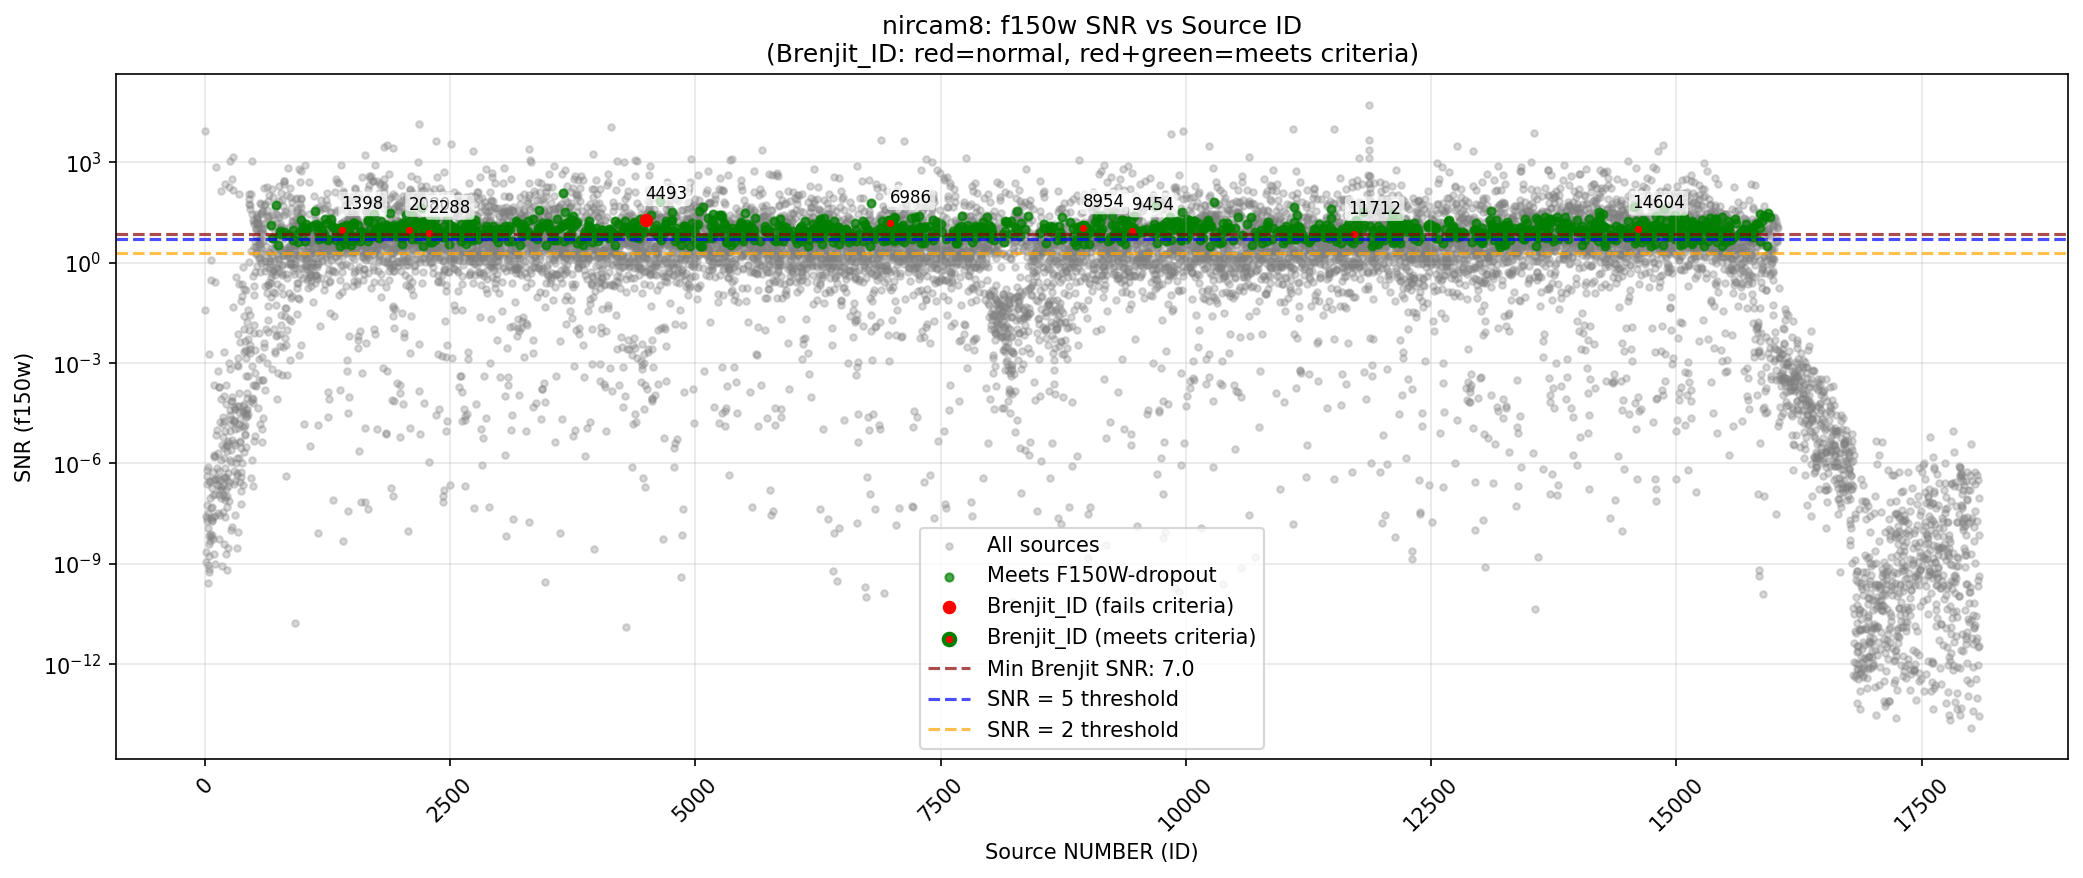 nircam8: f150w SNR vs Source ID
(Brenjit_ID: red=normal, red+green=meets criteria)
SNR (f150w)
10³
10⁰
10⁻³
10⁻⁶
10⁻⁹
10⁻¹²
1398
2288
4493
6986
8954
9454
11712
14604
All sources
Meets F150W-dropout
Brenjit_ID (fails criteria)
Brenjit_ID (meets criteria)
Min Brenjit SNR: 7.0
SNR = 5 threshold
SNR = 2 threshold
0
2500
5000
7500
10000
12500
15000
17500
Source NUMBER (ID)